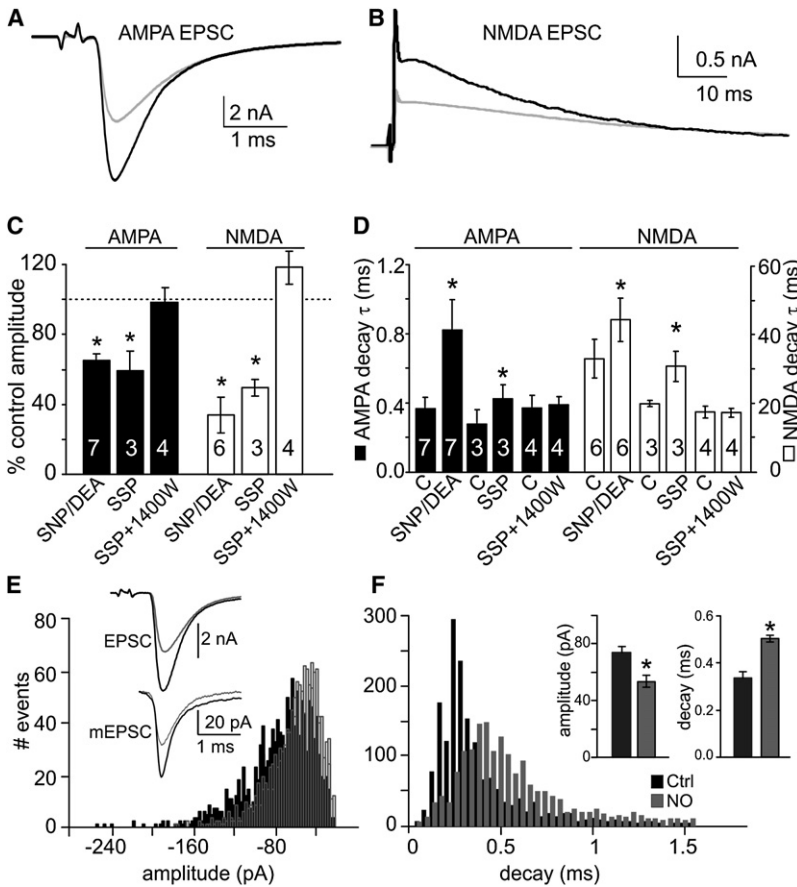 A
AMPA EPSC
2 nA
1 ms
B
NMDA EPSC
0.5 nA
10 ms
C
AMPA
NMDA
% control amplitude
120
80
40
0
*
*
*
*
7
3
4
6
3
4
SNP/DEA
SSP
SSP+1400W
SNP/DEA
SSP
SSP+1400W
D
AMPA
NMDA
AMPA decay τ (ms)
1.2
0.8
0.4
0.0
*
*
*
*
7
7
3
3
4
4
6
6
3
3
4
4
C
SNP/DEA
C
SSP
C
SSP+1400W
C
SNP/DEA
C
SSP
C
SSP+1400W
60
40
20
0
NMDA decay τ (ms)
E
# events
80
60
40
20
0
EPSC
2 nA
mEPSC
20 pA
1 ms
-240
-160
-80
amplitude (pA)
F
300
200
100
0
0
0.5
1
1.5
decay (ms)
amplitude (pA)
80
40
0
*
decay (ms)
0.6
0.4
0.2
0.0
*
Ctrl
NO